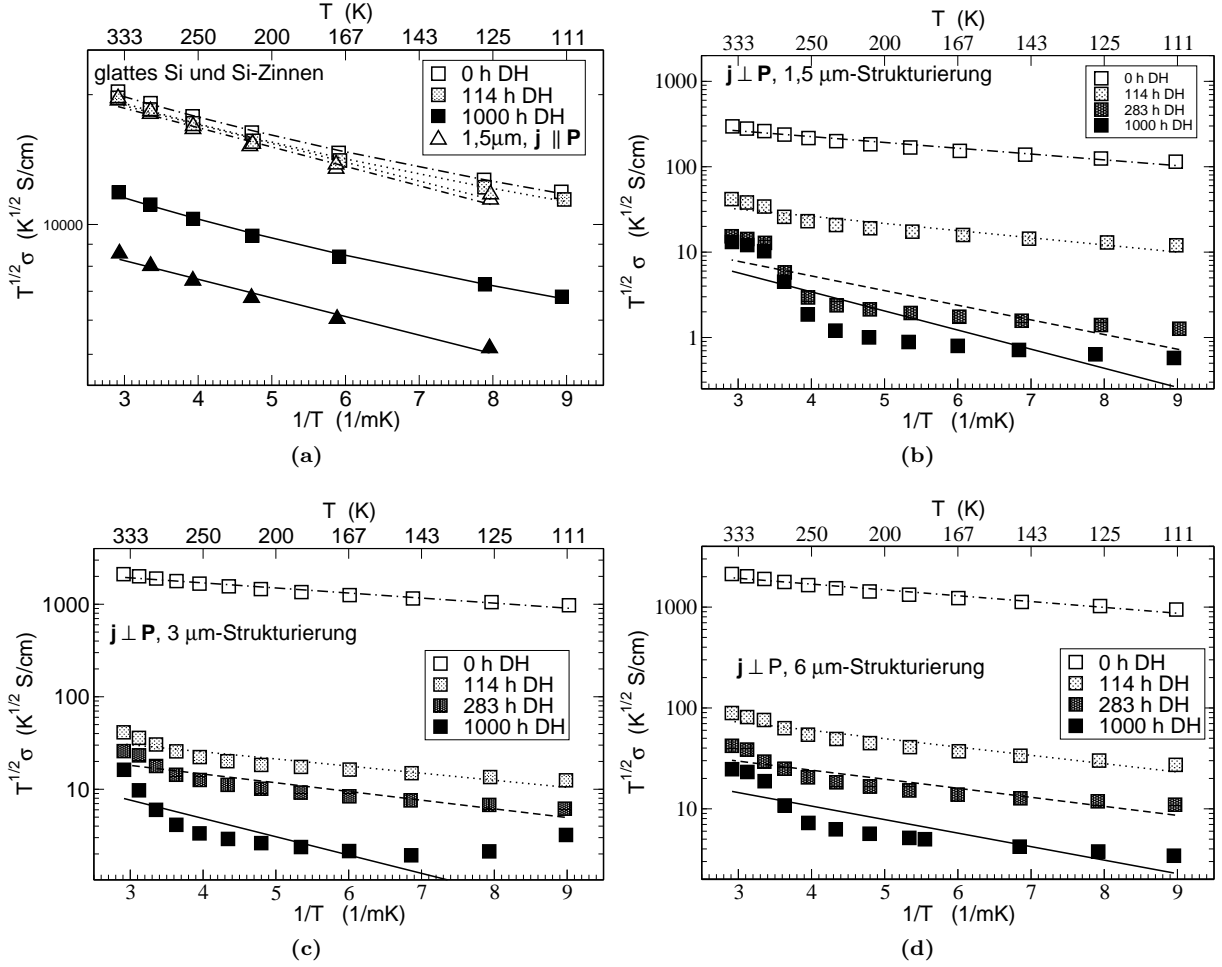 T (K)
333 250 200 167 143 125 111
glattes Si und Si-Zinnen
0 h DH
114 h DH
1000 h DH
1,5μm, j || P
10000
T^1/2 σ (K^1/2 S/cm)
3 4 5 6 7 8 9
1/T (1/mK)
(a)
T (K)
333 250 200 167 143 125 111
j ⊥ P, 1,5 μm-Strukturierung
0 h DH
114 h DH
283 h DH
1000 h DH
1000
100
10
1
T^1/2 σ (K^1/2 S/cm)
3 4 5 6 7 8 9
1/T (1/mK)
(b)
T (K)
333 250 200 167 143 125 111
j ⊥ P, 3 μm-Strukturierung
0 h DH
114 h DH
283 h DH
1000 h DH
1000
100
10
T^1/2 σ (K^1/2 S/cm)
3 4 5 6 7 8 9
1/T (1/mK)
(c)
T (K)
333 250 200 167 143 125 111
j ⊥ P, 6 μm-Strukturierung
0 h DH
114 h DH
283 h DH
1000 h DH
1000
100
10
T^1/2 σ (K^1/2 S/cm)
3 4 5 6 7 8 9
1/T (1/mK)
(d)